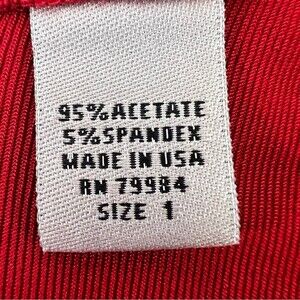 95% ACETATE
5% SPANDEX
MADE IN USA
RN 79984
SIZE 1